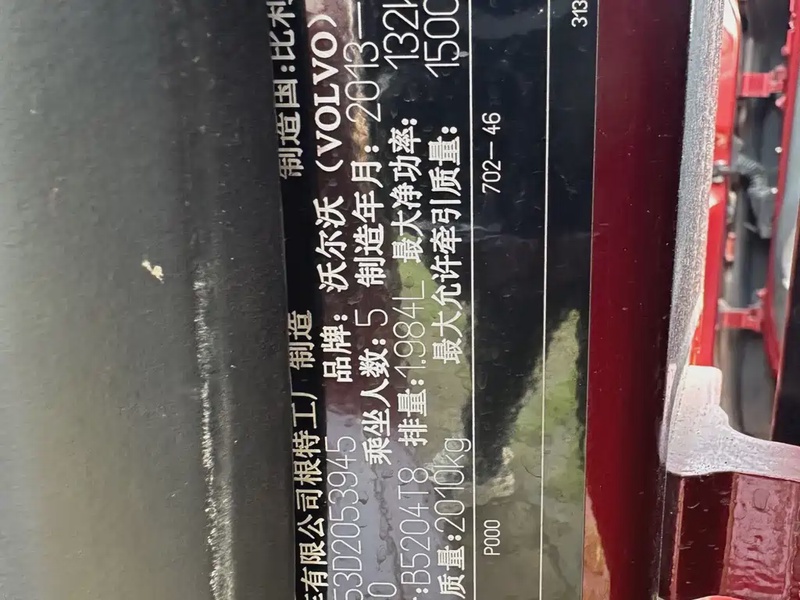 有限公司根特工厂 制造 制造国:比利
53D2053945 品牌: 沃尔沃 (VOLVO)
0 乘坐人数: 5 制造年月: 2013—
:B5204T8 排量:1.984L 最大净功率: 132
质量:2010kg 最大允许牵引质量: 1500
P000 702—46 313